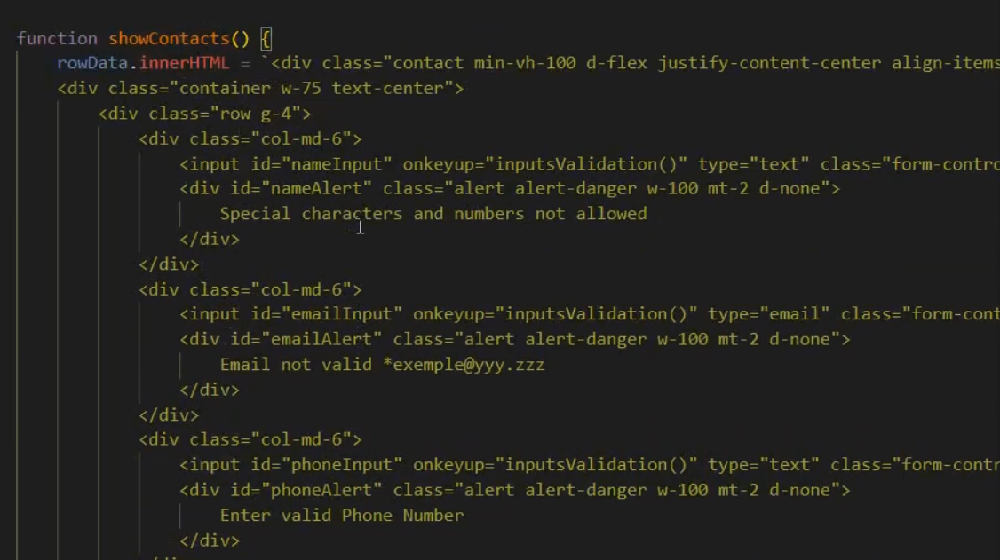 function showContacts() {
rowData.innerHTML = `<div class="contact min-vh-100 d-flex justify-content-center align-items
<div class="container w-75 text-center">
<div class="row g-4">
<div class="col-md-6">
<input id="nameInput" onkeyup="inputsValidation()" type="text" class="form-contro
<div id="nameAlert" class="alert alert-danger w-100 mt-2 d-none">
Special characters and numbers not allowed
</div>
</div>
<div class="col-md-6">
<input id="emailInput" onkeyup="inputsValidation()" type="email" class="form-cont
<div id="emailAlert" class="alert alert-danger w-100 mt-2 d-none">
Email not valid *exemple@yyy.zzz
</div>
</div>
<div class="col-md-6">
<input id="phoneInput" onkeyup="inputsValidation()" type="text" class="form-contr
<div id="phoneAlert" class="alert alert-danger w-100 mt-2 d-none">
Enter valid Phone Number
</div>